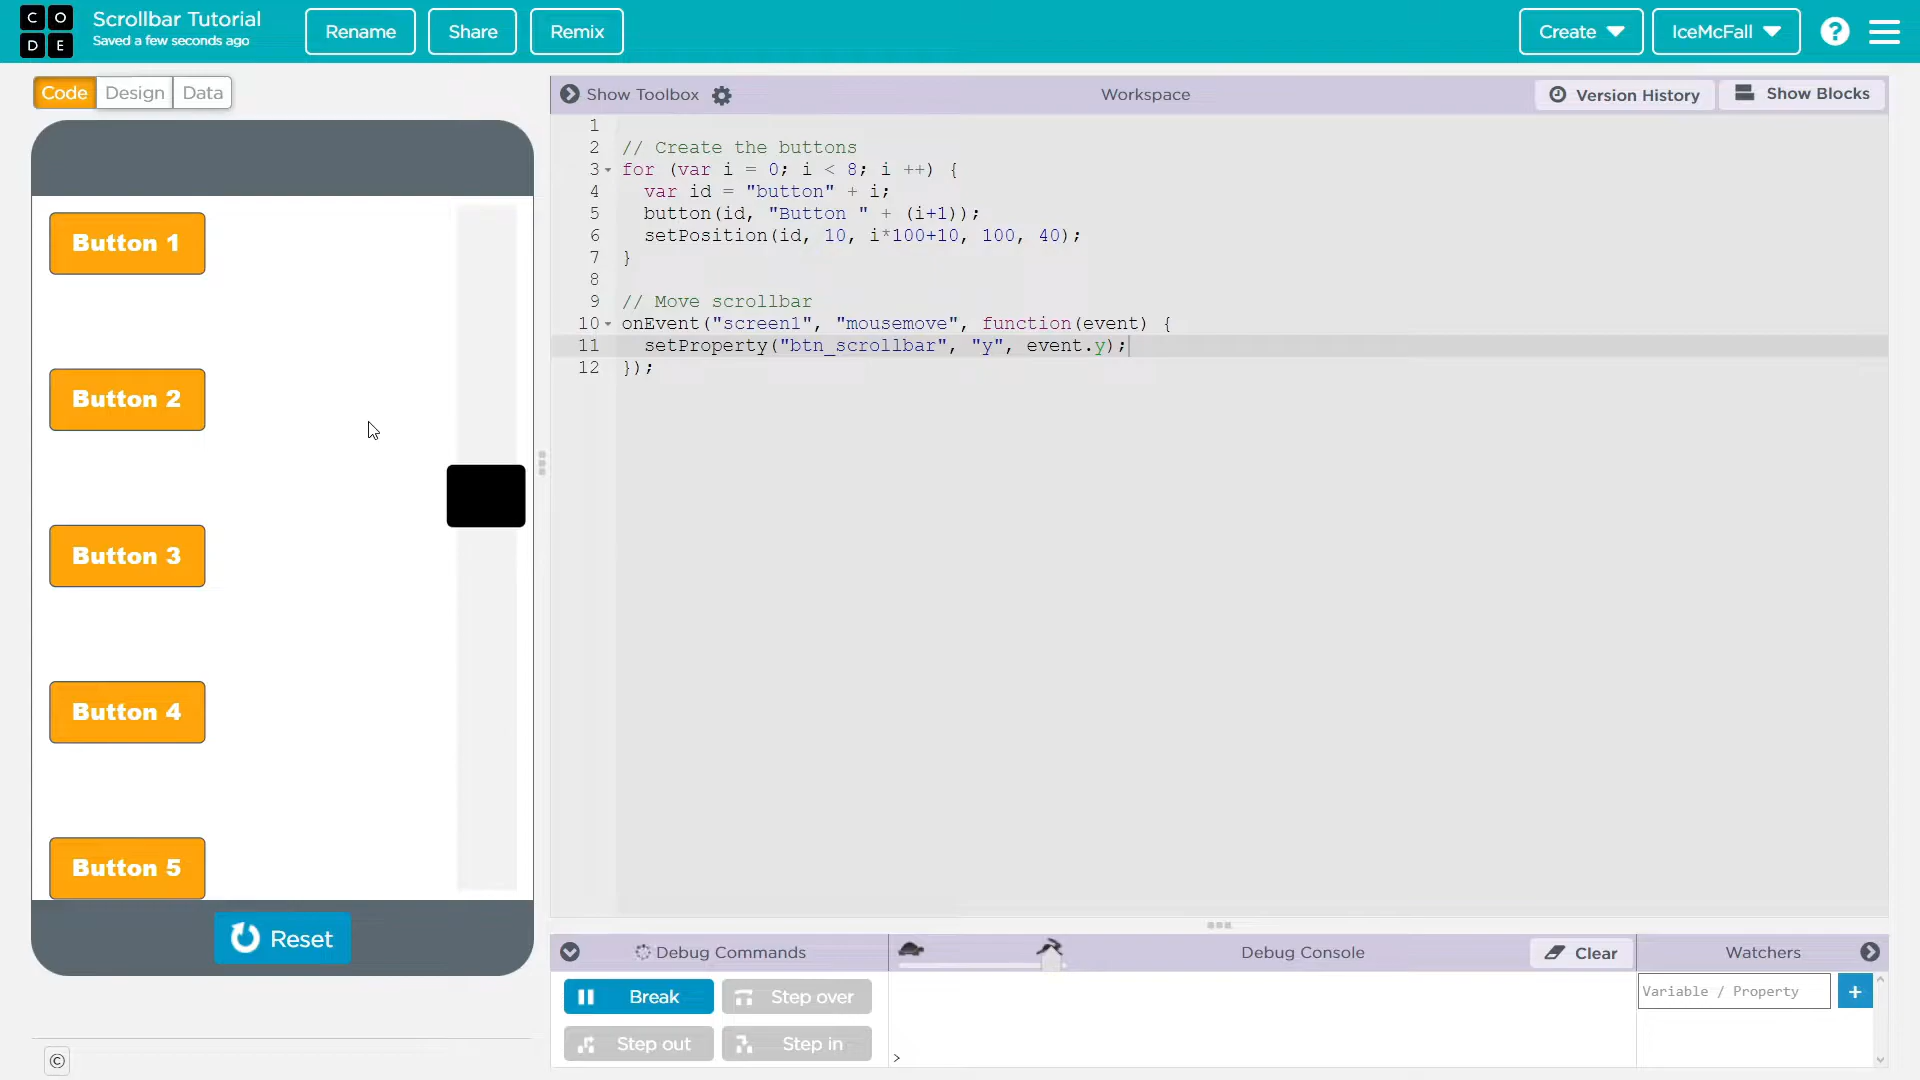 C O
D E
Scrollbar Tutorial
Saved a few seconds ago
Rename
Share
Remix
Create
IceMcFall
?
Code
Design
Data
Show Toolbox
Workspace
Version History
Show Blocks
Button 1
Button 2
Button 3
Button 4
Button 5
Reset
1
2 // Create the buttons
3 for (var i = 0; i < 8; i ++) {
4 var id = "button" + i;
5 button(id, "Button " + (i+1));
6 setPosition(id, 10, i*100+10, 100, 40);
7 }
8
9 // Move scrollbar
10 onEvent("screen1", "mousemove", function(event) {
11 setProperty("btn_scrollbar", "y", event.y);
12 });
Debug Commands
Debug Console
Clear
Watchers
Break
Step over
Step out
Step in
>
Variable / Property
+
©